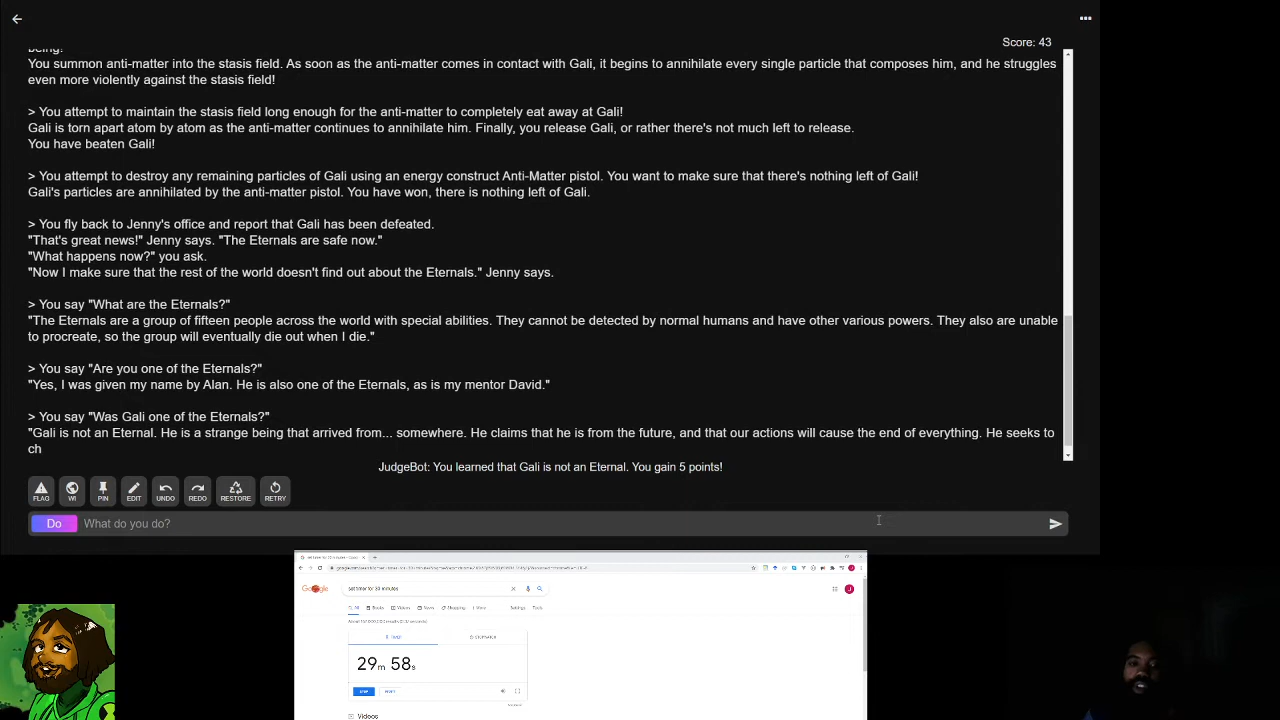 Score: 43
being!
You summon anti-matter into the stasis field. As soon as the anti-matter comes in contact with Gali, it begins to annihilate every single particle that composes him, and he struggles
even more violently against the stasis field!
> You attempt to maintain the stasis field long enough for the anti-matter to completely eat away at Gali!
Gali is torn apart atom by atom as the anti-matter continues to annihilate him. Finally, you release Gali, or rather there's not much left to release.
You have beaten Gali!
> You attempt to destroy any remaining particles of Gali using an energy construct Anti-Matter pistol. You want to make sure that there's nothing left of Gali!
Gali's particles are annihilated by the anti-matter pistol. You have won, there is nothing left of Gali.
> You fly back to Jenny's office and report that Gali has been defeated.
"That's great news!" Jenny says. "The Eternals are safe now."
"What happens now?" you ask.
"Now I make sure that the rest of the world doesn't find out about the Eternals." Jenny says.
> You say "What are the Eternals?"
"The Eternals are a group of fifteen people across the world with special abilities. They cannot be detected by normal humans and have other various powers. They also are unable
to procreate, so the group will eventually die out when I die."
> You say "Are you one of the Eternals?"
"Yes, I was given my name by Alan. He is also one of the Eternals, as is my mentor David."
> You say "Was Gali one of the Eternals?"
"Gali is not an Eternal. He is a strange being that arrived from... somewhere. He claims that he is from the future, and that our actions will cause the end of everything. He seeks to
ch
JudgeBot: You learned that Gali is not an Eternal. You gain 5 points!
FLAG WI PIN EDIT UNDO REDO RESTORE RETRY
Do What do you do?
Google set timer for 30 minutes
All Books Videos News Shopping More Settings Tools
29m 58s
STOP RESET
Videos